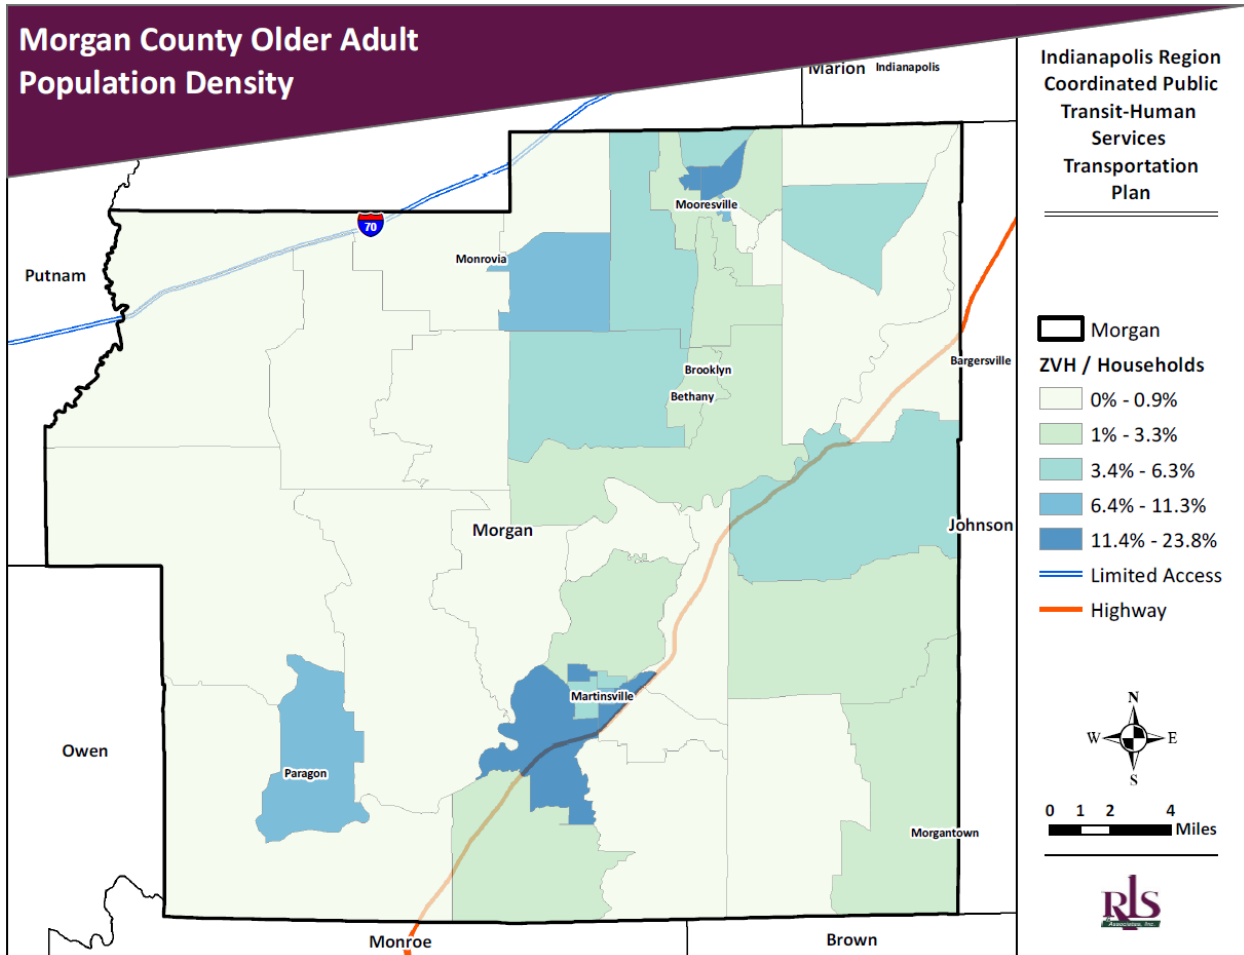 Morgan County Older Adult
Population Density
Marion
Indianapolis
Indianapolis Region
Coordinated Public
Transit-Human
Services
Transportation
Plan
70
Mooresville
Monrovia
Putnam
Brooklyn
Bethany
Bargersville
Morgan
Johnson
Martinsville
Owen
Paragon
Morgantown
Monroe
Brown
Morgan
ZVH / Households
0% - 0.9%
1% - 3.3%
3.4% - 6.3%
6.4% - 11.3%
11.4% - 23.8%
Limited Access
Highway
N
W E
S
0 1 2 4
Miles
RLS
& Associates, Inc.